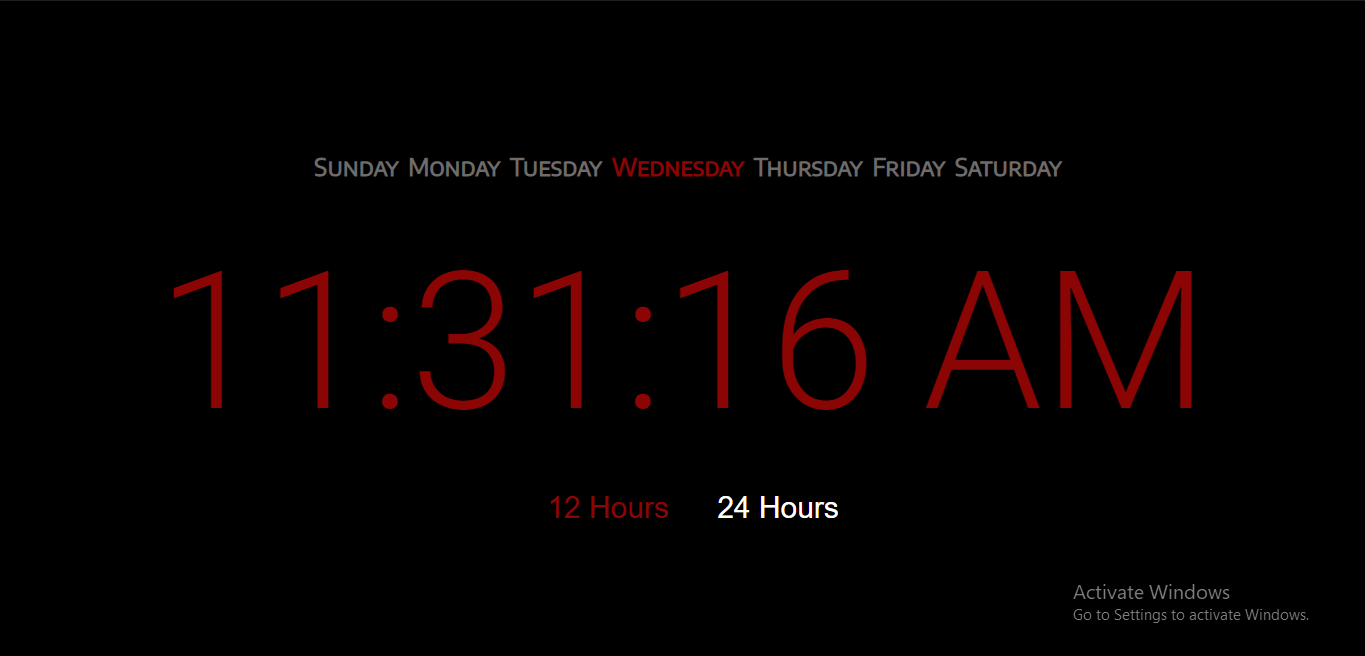 Sunday Monday Tuesday Wednesday Thursday Friday Saturday
11:31:16 AM
12 Hours 24 Hours
Activate Windows
Go to Settings to activate Windows.